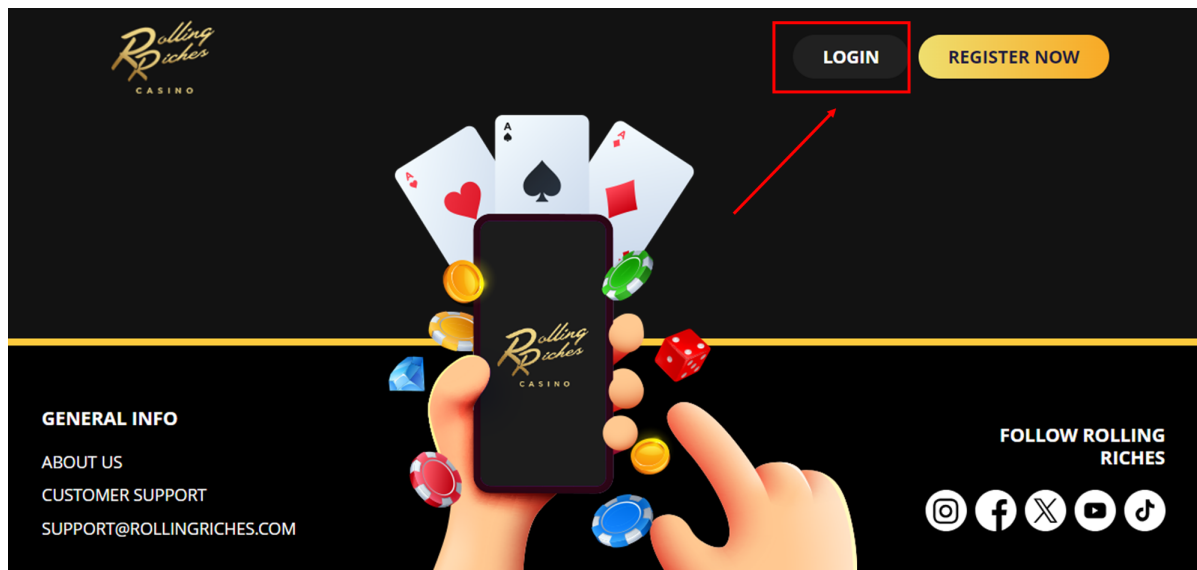 Rolling
Riches
CASINO
LOGIN
REGISTER NOW
A
A
A
Rolling
Riches
CASINO
GENERAL INFO
ABOUT US
CUSTOMER SUPPORT
SUPPORT@ROLLINGRICHES.COM
FOLLOW ROLLING
RICHES